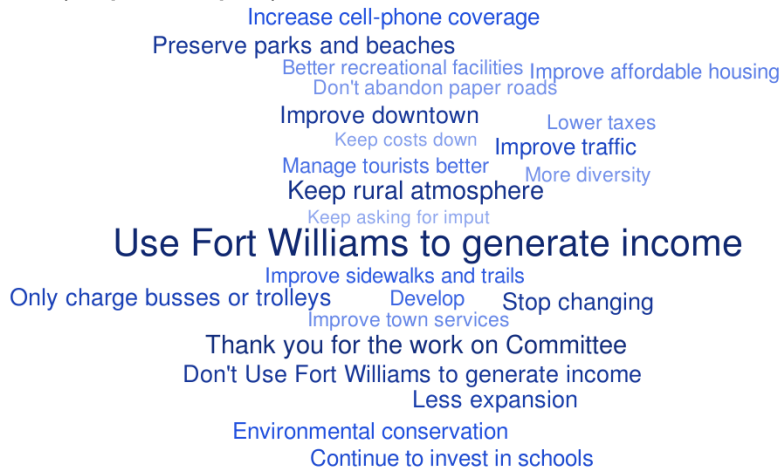 Increase cell-phone coverage
Preserve parks and beaches
Better recreational facilities
Improve affordable housing
Don't abandon paper roads
Improve downtown
Lower taxes
Keep costs down
Improve traffic
Manage tourists better
More diversity
Keep rural atmosphere
Keep asking for imput
Use Fort Williams to generate income
Improve sidewalks and trails
Only charge busses or trolleys
Develop
Stop changing
Improve town services
Thank you for the work on Committee
Don't Use Fort Williams to generate income
Less expansion
Environmental conservation
Continue to invest in schools